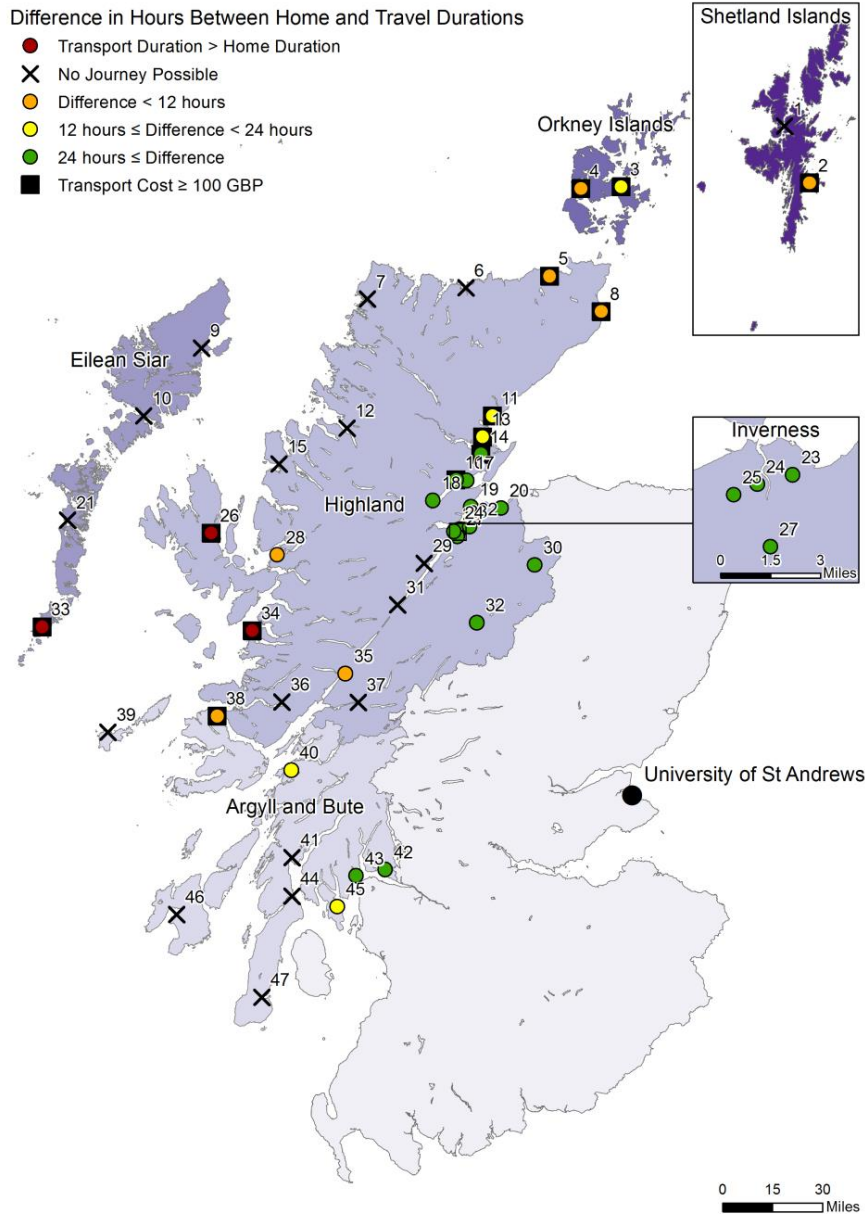 Difference in Hours Between Home and Travel Durations
Transport Duration > Home Duration
No Journey Possible
Difference < 12 hours
12 hours ≤ Difference < 24 hours
24 hours ≤ Difference
Transport Cost ≥ 100 GBP
Shetland Islands
1
2
Orkney Islands
4 3
5
6
7
8
9
Eilean Siar
10
11
12
13
14
15
Inverness
23
24
25
27
0 1.5 3
Miles
17
18
Highland
19
20
21
26
28
29
30
31
32
33
34
35
36
37
38
39
40
University of St Andrews
Argyll and Bute
41
42
43
44
45
46
47
0 15 30
Miles